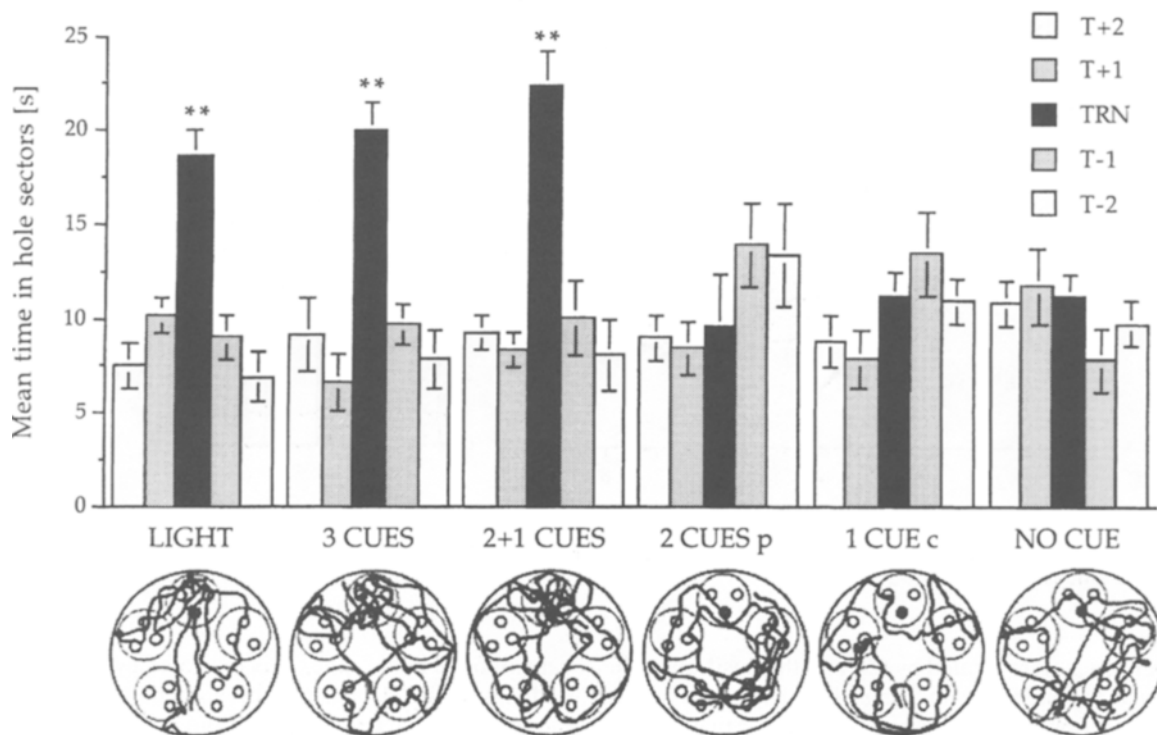 Mean time in hole sectors [s]
25
20
15
10
5
0
**
**
**
T+2
T+1
TRN
T-1
T-2
LIGHT
3 CUES
2+1 CUES
2 CUES p
1 CUE c
NO CUE